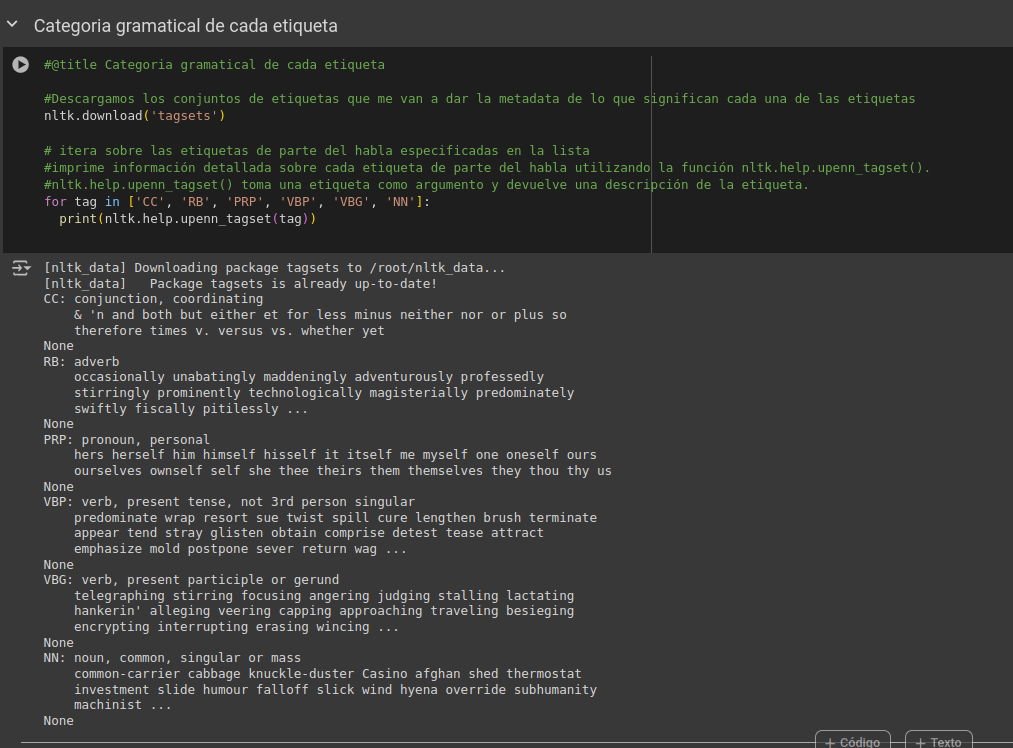 Categoria gramatical de cada etiqueta
#@title Categoria gramatical de cada etiqueta
#Descargamos los conjuntos de etiquetas que me van a dar la metadata de lo que significan cada una de las etiquetas
nltk.download('tagsets')
# itera sobre las etiquetas de parte del habla especificadas en la lista
#imprime información detallada sobre cada etiqueta de parte del habla utilizando la función nltk.help.upenn_tagset().
#nltk.help.upenn_tagset() toma una etiqueta como argumento y devuelve una descripción de la etiqueta.
for tag in ['CC', 'RB', 'PRP', 'VBP', 'VBG', 'NN']:
  print(nltk.help.upenn_tagset(tag))
[nltk_data] Downloading package tagsets to /root/nltk_data...
[nltk_data]   Package tagsets is already up-to-date!
CC: conjunction, coordinating
    & 'n and both but either et for less minus neither nor or plus so
    therefore times v. versus vs. whether yet
None
RB: adverb
    occasionally unabatingly maddeningly adventurously professedly
    stirringly prominently technologically magisterially predominately
    swiftly fiscally pitilessly ...
None
PRP: pronoun, personal
    hers herself him himself hisself it itself me myself one oneself ours
    ourselves ownself self she thee theirs them themselves they thou thy us
None
VBP: verb, present tense, not 3rd person singular
    predominate wrap resort sue twist spill cure lengthen brush terminate
    appear tend stray glisten obtain comprise detest tease attract
    emphasize mold postpone sever return wag ...
None
VBG: verb, present participle or gerund
    telegraphing stirring focusing angering judging stalling lactating
    hankerin' alleging veering capping approaching traveling besieging
    encrypting interrupting erasing wincing ...
None
NN: noun, common, singular or mass
    common-carrier cabbage knuckle-duster Casino afghan shed thermostat
    investment slide humour falloff slick wind hyena override subhumanity
    machinist ...
None
+ Código + Texto